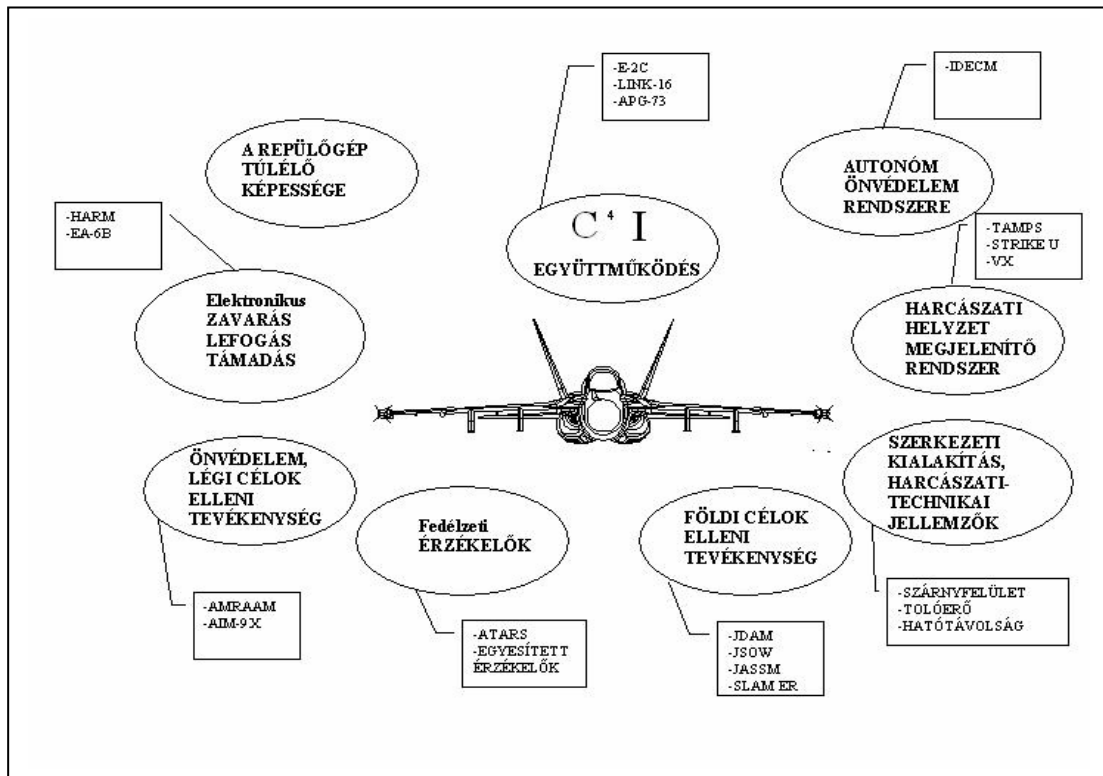 -E-2C
-LINK-16
-APG-73
-IDECM
A REPÜLŐGÉP
TÚLÉLŐ
KÉPESSÉGE
AUTONÓM
ÖNVÉDELEM
RENDSZERE
-HARM
-EA-6B
C⁴ I
EGYÜTTMŰKÖDÉS
-TAMPS
-STRIKE U
-VX
Elektronikus
ZAVARÁS
LEFOGÁS
TÁMADÁS
HARCÁSZATI
HELYZET
MEGJELENÍTŐ
RENDSZER
ÖNVÉDELEM,
LÉGI CÉLOK
ELLENI
TEVÉKENYSÉG
Fedélzeti
ÉRZÉKELŐK
FÖLDI CÉLOK
ELLENI
TEVÉKENYSÉG
SZERKEZETI
KIALAKÍTÁS,
HARCÁSZATI-
TECHNIKAI
JELLEMZŐK
-AMRAAM
-AIM-9X
-ATARS
-EGYESÍTETT
ÉRZÉKELŐK
-JDAM
-JSOW
-JASSM
-SLAM ER
-SZÁRNYFELÜLET
-TOLÓERŐ
-HATÓTÁVOLSÁG